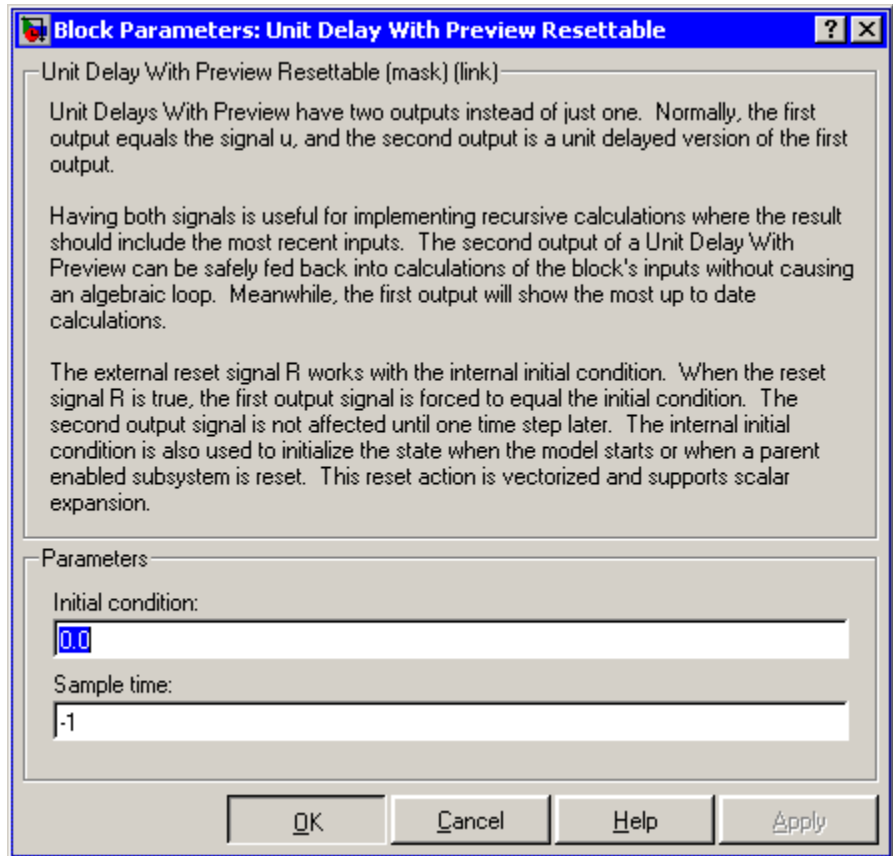 Block Parameters: Unit Delay With Preview Resettable
Unit Delay With Preview Resettable (mask) (link)
Unit Delays With Preview have two outputs instead of just one.  Normally, the first
output equals the signal u, and the second output is a unit delayed version of the first
output.
Having both signals is useful for implementing recursive calculations where the result
should include the most recent inputs.  The second output of a Unit Delay With
Preview can be safely fed back into calculations of the block's inputs without causing
an algebraic loop.  Meanwhile, the first output will show the most up to date
calculations.
The external reset signal R works with the internal initial condition.  When the reset
signal R is true, the first output signal is forced to equal the initial condition.  The
second output signal is not affected until one time step later.  The internal initial
condition is also used to initialize the state when the model starts or when a parent
enabled subsystem is reset.  This reset action is vectorized and supports scalar
expansion.
Parameters
Initial condition:
0.0
Sample time:
-1
OK Cancel Help Apply